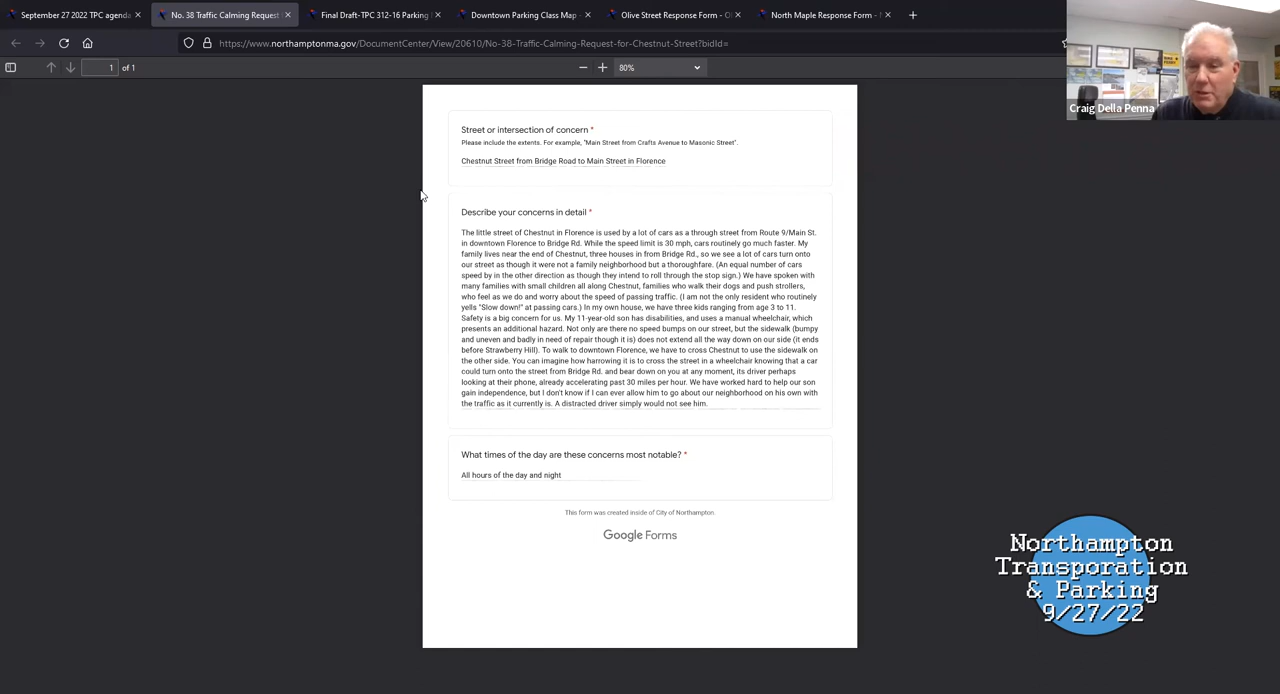 September 27 2022 TPC agenda
No. 38 Traffic Calming Request
Final Draft-TPC 312-16 Parking
Downtown Parking Class Map -
Olive Street Response Form - Ol
North Maple Response Form -
https://www.northamptonma.gov/DocumentCenter/View/20610/No-38-Traffic-Calming-Request-for-Chestnut-Street?bidId=
1 of 1
80%
Craig Della Penna
Street or intersection of concern *
Please include the extents. For example, "Main Street from Crafts Avenue to Masonic Street".
Chestnut Street from Bridge Road to Main Street in Florence
Describe your concerns in detail *
The little street of Chestnut in Florence is used by a lot of cars as a through street from Route 9/Main St.
in downtown Florence to Bridge Rd. While the speed limit is 30 mph, cars routinely go much faster. My
family lives near the end of Chestnut, three houses in from Bridge Rd., so we see a lot of cars turn onto
our street as though it were not a family neighborhood but a thoroughfare. (An equal number of cars
speed by in the other direction as though they intend to roll through the stop sign.) We have spoken with
many families with small children all along Chestnut, families who walk their dogs and push strollers,
who feel as we do and worry about the speed of passing traffic. (I am not the only resident who routinely
yells "Slow down!" at passing cars.) In my own house, we have three kids ranging from age 3 to 11.
Safety is a big concern for us. My 11-year-old son has disabilities, and uses a manual wheelchair, which
presents an additional hazard. Not only are there no speed bumps on our street, but the sidewalk (bumpy
and uneven and badly in need of repair though it is) does not extend all the way down on our side (it ends
before Strawberry Hill). To walk to downtown Florence, we have to cross Chestnut to use the sidewalk on
the other side. You can imagine how harrowing it is to cross the street in a wheelchair knowing that a car
could turn onto the street from Bridge Rd. and bear down on you at any moment, its driver perhaps
looking at their phone, already accelerating past 30 miles per hour. We have worked hard to help our son
gain independence, but I don't know if I can ever allow him to go about our neighborhood on his own with
the traffic as it currently is. A distracted driver simply would not see him.
What times of the day are these concerns most notable? *
All hours of the day and night
This form was created inside of City of Northampton.
Google Forms
Northampton
Transporation
& Parking
9/27/22